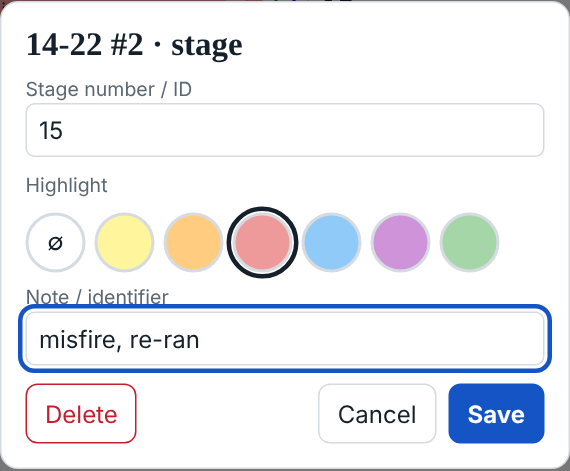 14-22 #2 · stage
Stage number / ID
15
Highlight
∅
Note / identifier
misfire, re-ran
Delete
Cancel
Save